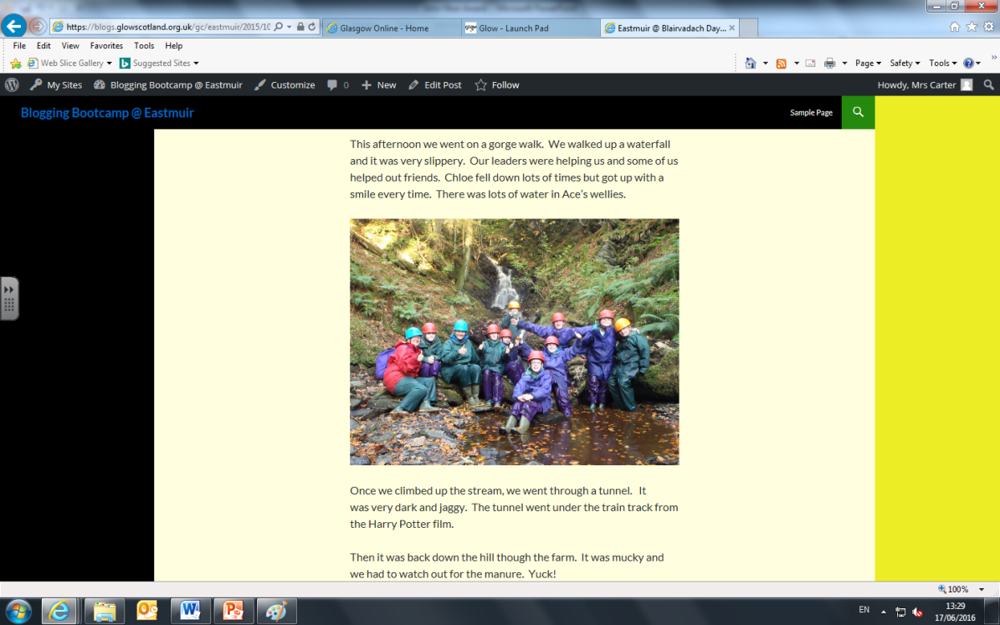 https://blogs.glowscotland.org.uk/gc/eastmuir/2015/10
Glasgow Online - Home
Glow - Launch Pad
Eastmuir @ Blairvadach Day...
File Edit View Favorites Tools Help
Web Slice Gallery Suggested Sites
Page Safety Tools
My Sites Blogging Bootcamp @ Eastmuir Customize 0 New Edit Post Follow Howdy, Mrs Carter
Blogging Bootcamp @ Eastmuir
Sample Page
This afternoon we went on a gorge walk. We walked up a waterfall
and it was very slippery. Our leaders were helping us and some of us
helped out friends. Chloe fell down lots of times but got up with a
smile every time. There was lots of water in Ace’s wellies.
Once we climbed up the stream, we went through a tunnel. It
was very dark and jaggy. The tunnel went under the train track from
the Harry Potter film.
Then it was back down the hill though the farm. It was mucky and
we had to watch out for the manure. Yuck!
100%
EN
13:29
17/06/2016